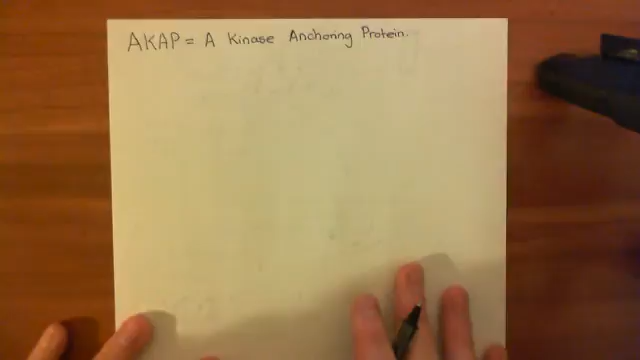 AKAP = A Kinase Anchoring Protein.